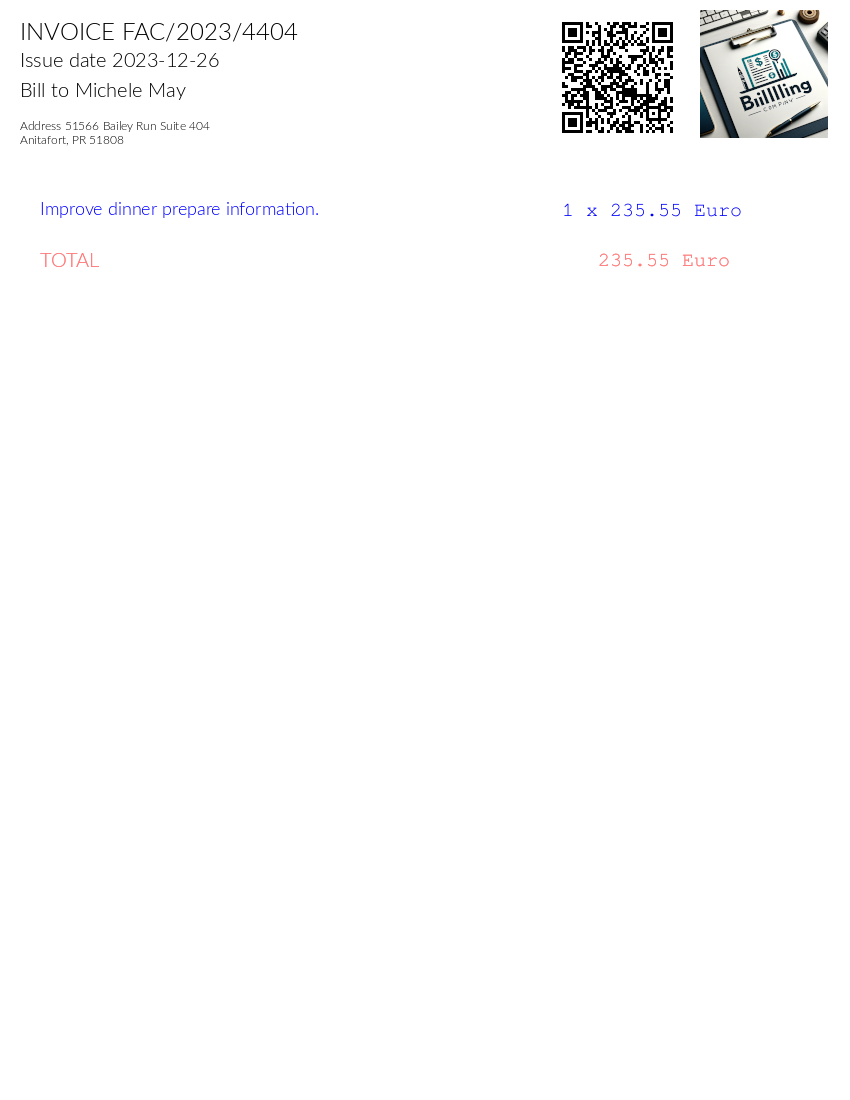 INVOICE FAC/2023/4404
Issue date 2023-12-26
Bill to Michele May
Address 51566 Bailey Run Suite 404
Anitafort, PR 51808
Biillling
COMPANY
Improve dinner prepare information.
1 x 235.55 Euro
TOTAL
235.55 Euro